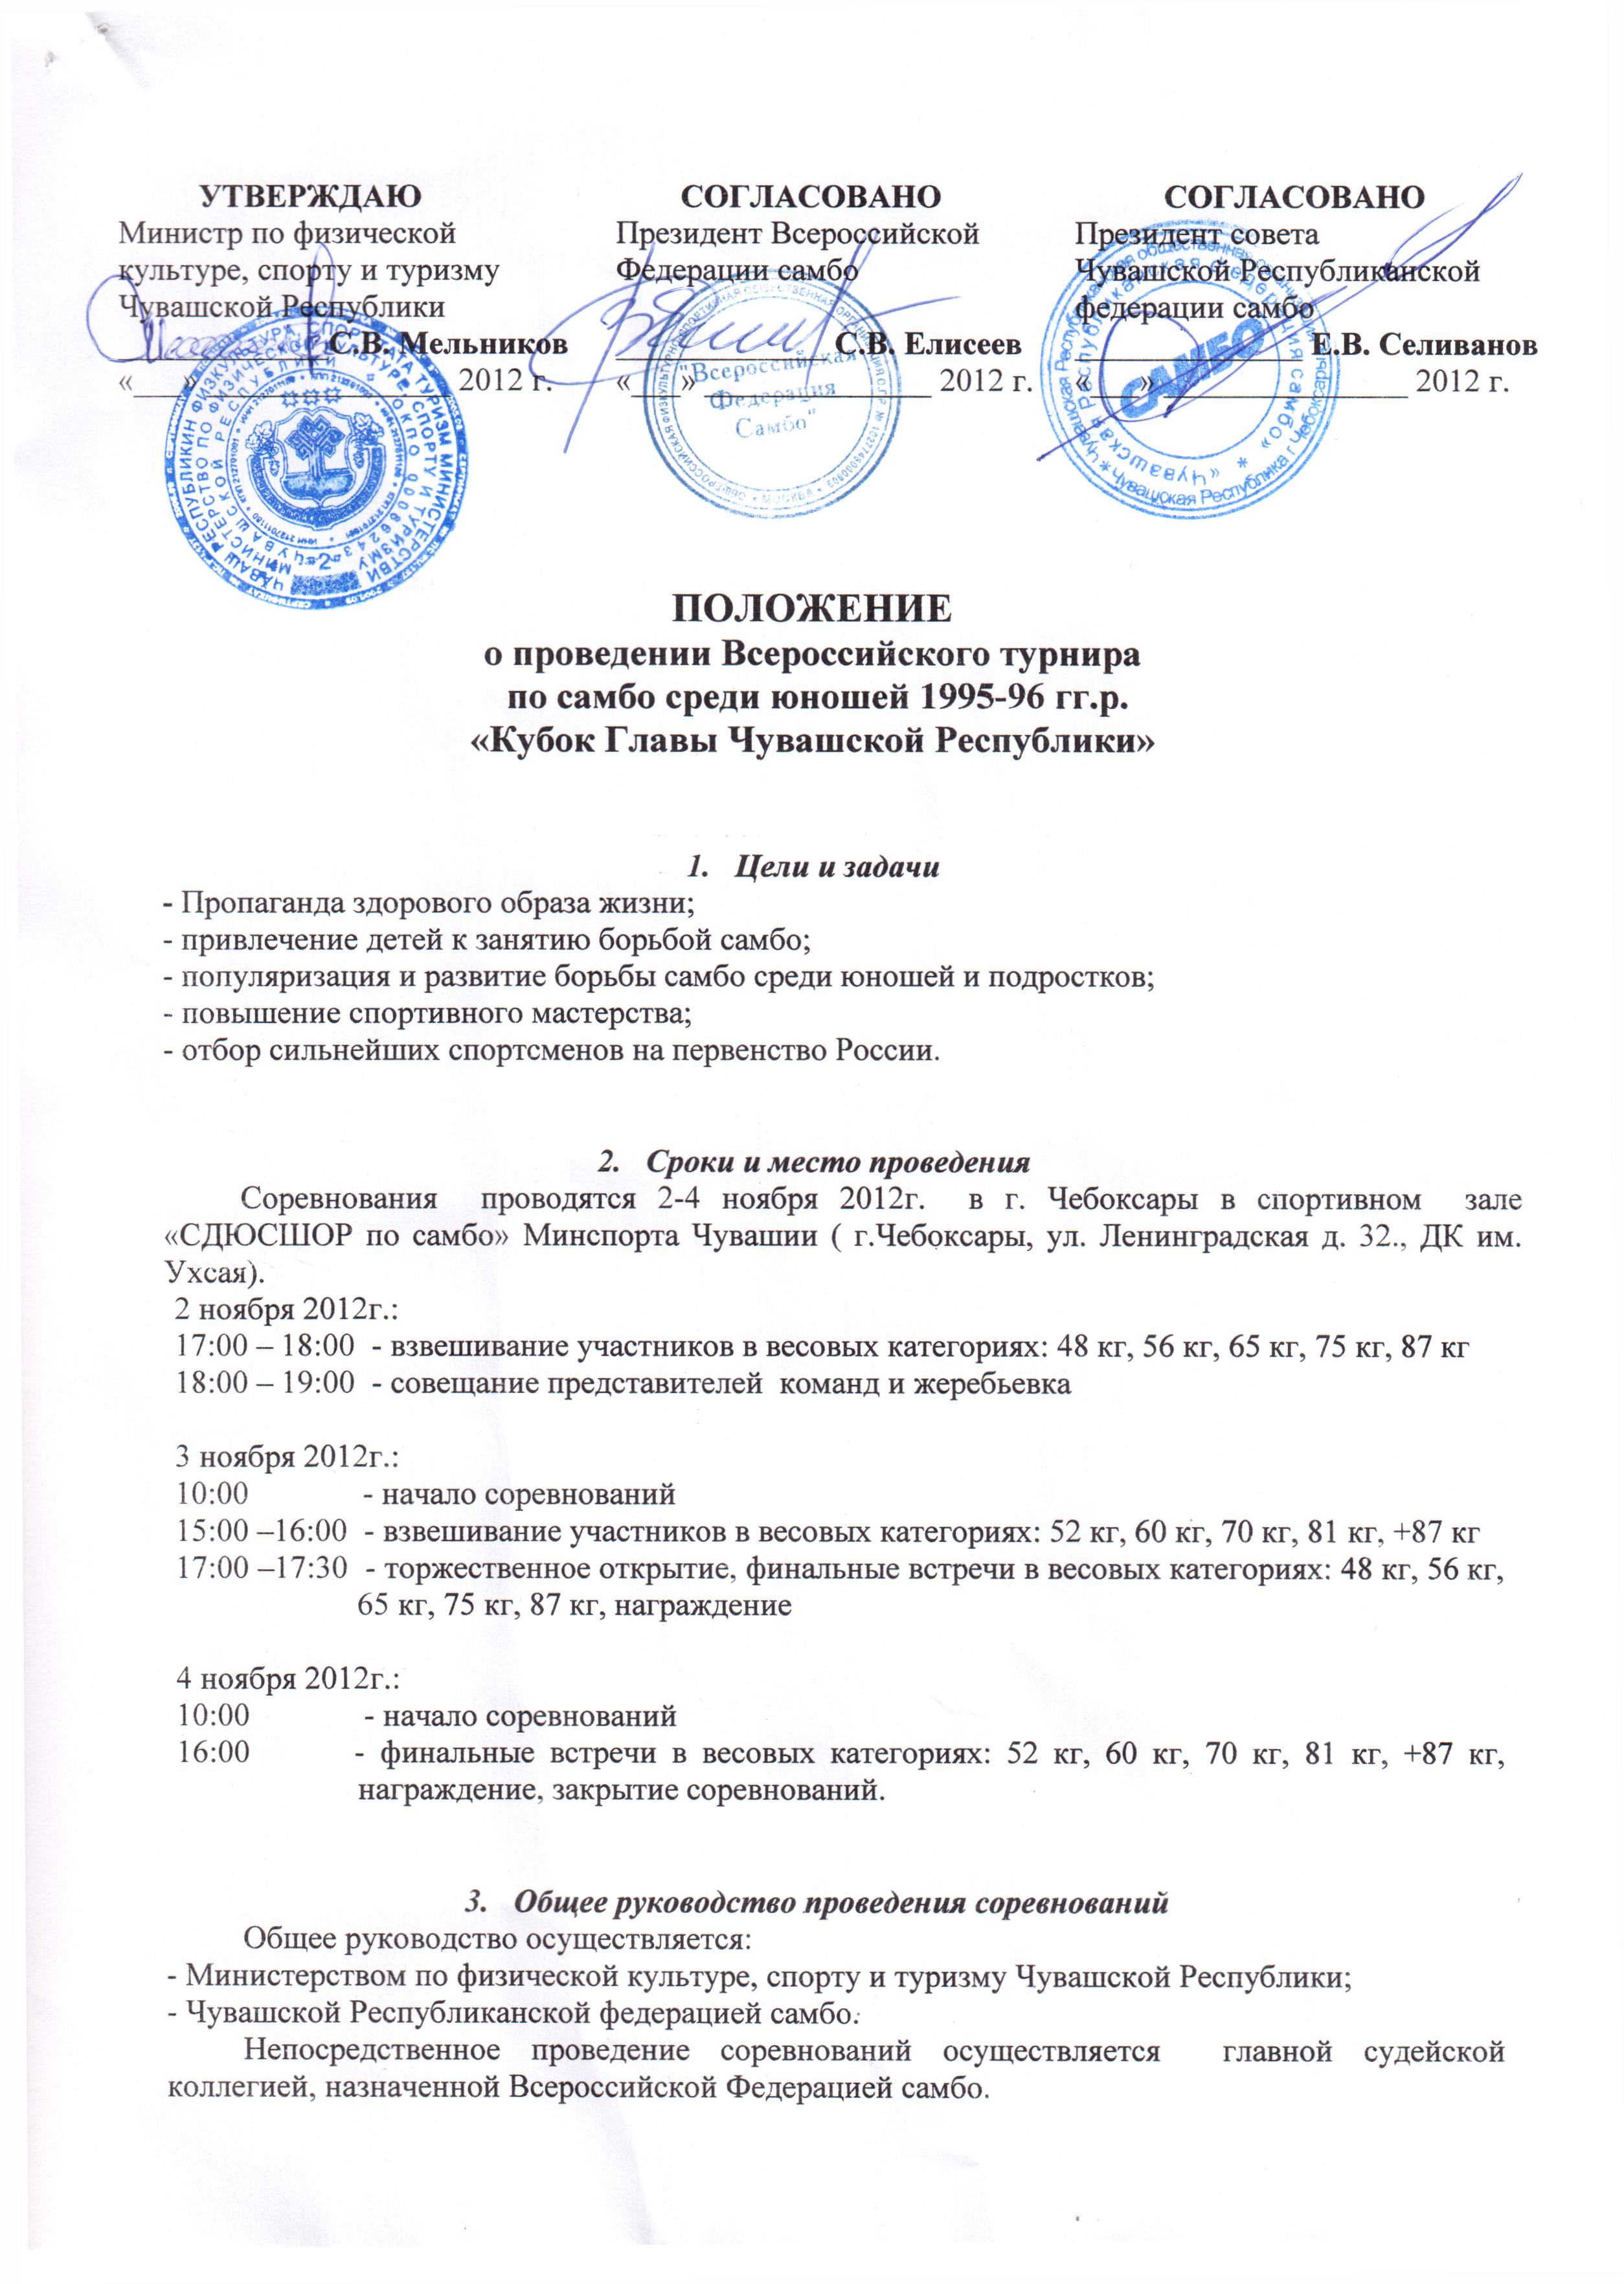 УТВЕРЖДАЮ
Министр по физической
культуре, спорту и туризму
Чувашской Республики
С.В. Мельников
«___»________________ 2012 г.
СОГЛАСОВАНО
Президент Всероссийской
Федерации самбо
_____________ С.В. Елисеев
«___» ______________ 2012 г.
СОГЛАСОВАНО
Президент совета
Чувашской Республиканской
федерации самбо
_____________ Е.В. Селиванов
«___»________________ 2012 г.
"Всероссийская
Федерация
Самбо"
САМБО
ПОЛОЖЕНИЕ
о проведении Всероссийского турнира
по самбо среди юношей 1995-96 гг.р.
«Кубок Главы Чувашской Республики»
1. Цели и задачи
- Пропаганда здорового образа жизни;
- привлечение детей к занятию борьбой самбо;
- популяризация и развитие борьбы самбо среди юношей и подростков;
- повышение спортивного мастерства;
- отбор сильнейших спортсменов на первенство России.
2. Сроки и место проведения
Соревнования проводятся 2-4 ноября 2012г. в г. Чебоксары в спортивном зале
«СДЮСШОР по самбо» Минспорта Чувашии ( г.Чебоксары, ул. Ленинградская д. 32., ДК им.
Ухсая).
2 ноября 2012г.:
17:00 – 18:00 - взвешивание участников в весовых категориях: 48 кг, 56 кг, 65 кг, 75 кг, 87 кг
18:00 – 19:00 - совещание представителей команд и жеребьевка
3 ноября 2012г.:
10:00 - начало соревнований
15:00 –16:00 - взвешивание участников в весовых категориях: 52 кг, 60 кг, 70 кг, 81 кг, +87 кг
17:00 –17:30 - торжественное открытие, финальные встречи в весовых категориях: 48 кг, 56 кг,
65 кг, 75 кг, 87 кг, награждение
4 ноября 2012г.:
10:00 - начало соревнований
16:00 - финальные встречи в весовых категориях: 52 кг, 60 кг, 70 кг, 81 кг, +87 кг,
награждение, закрытие соревнований.
3. Общее руководство проведения соревнований
Общее руководство осуществляется:
- Министерством по физической культуре, спорту и туризму Чувашской Республики;
- Чувашской Республиканской федерацией самбо.
Непосредственное проведение соревнований осуществляется главной судейской
коллегией, назначенной Всероссийской Федерацией самбо.